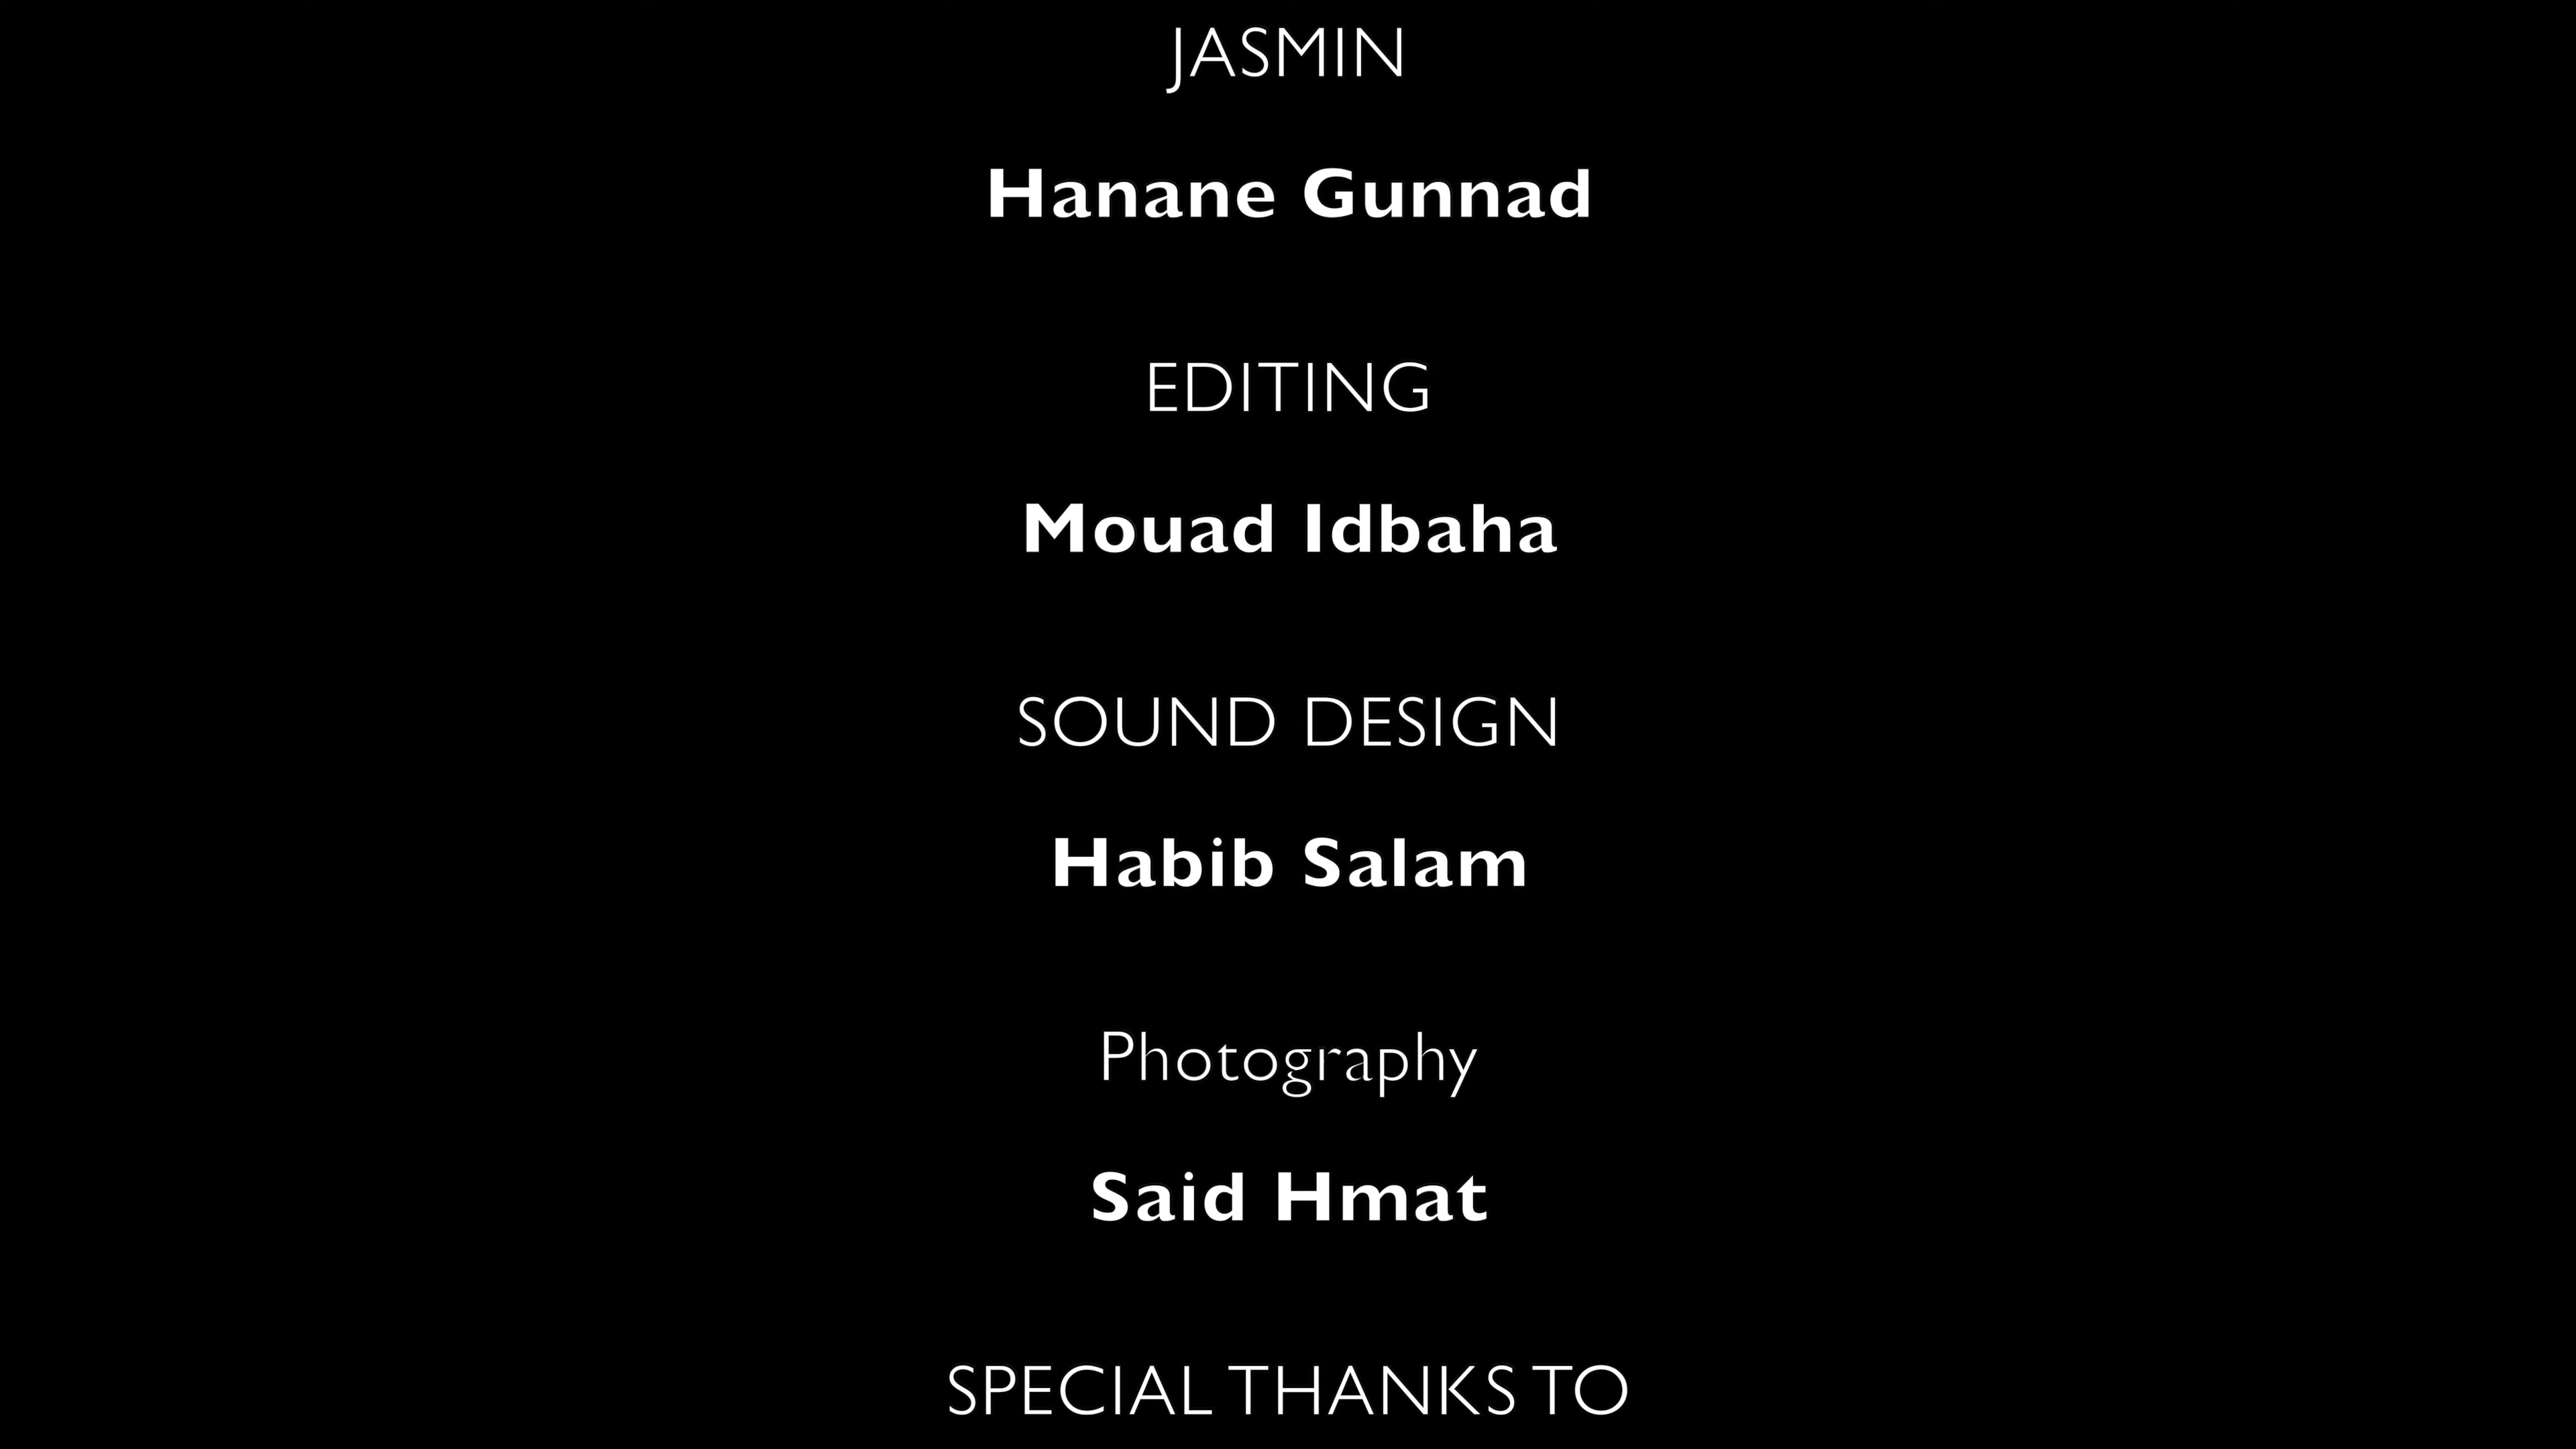 JASMIN
Hanane Gunnad
EDITING
Mouad Idbaha
SOUND DESIGN
Habib Salam
Photography
Said Hmat
SPECIAL THANKS TO